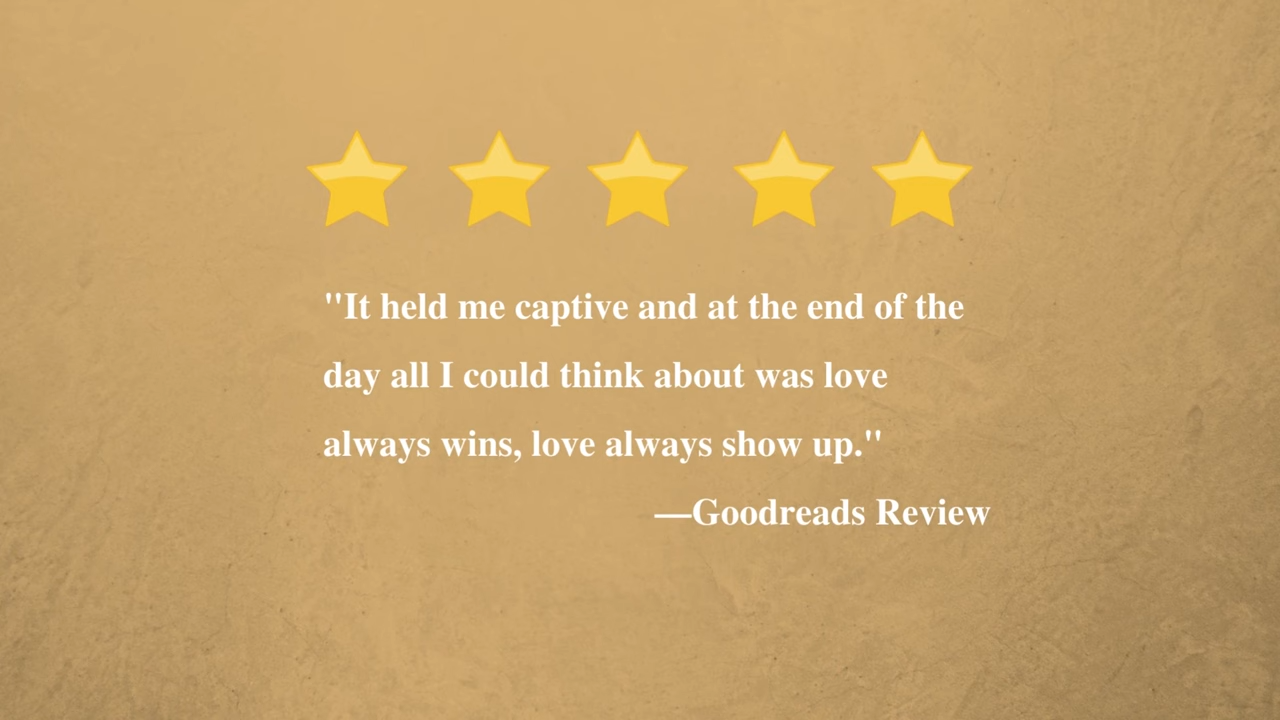 "It held me captive and at the end of the
day all I could think about was love
always wins, love always show up."
—Goodreads Review